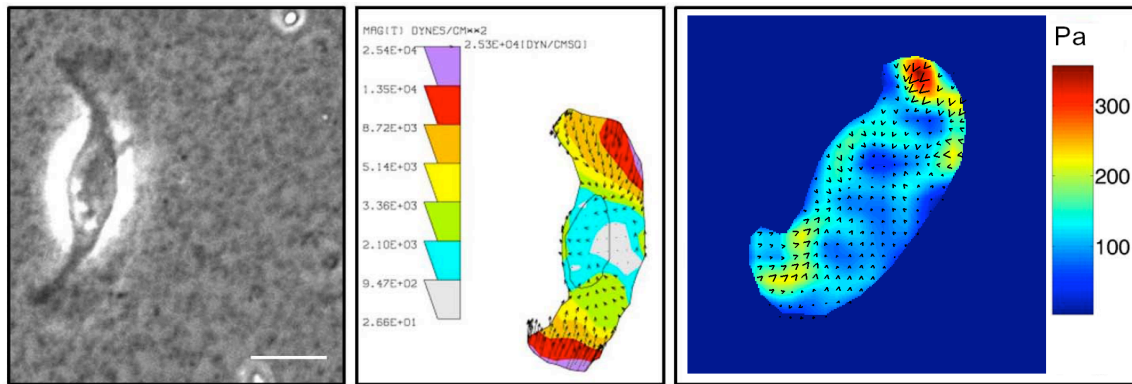 MAG(T) DYNES/CM**2
2.53E+04(DYN/CMSQ)
2.54E+04
1.35E+04
8.72E+03
5.14E+03
3.36E+03
2.10E+03
9.47E+02
2.66E+01
Pa
300
200
100